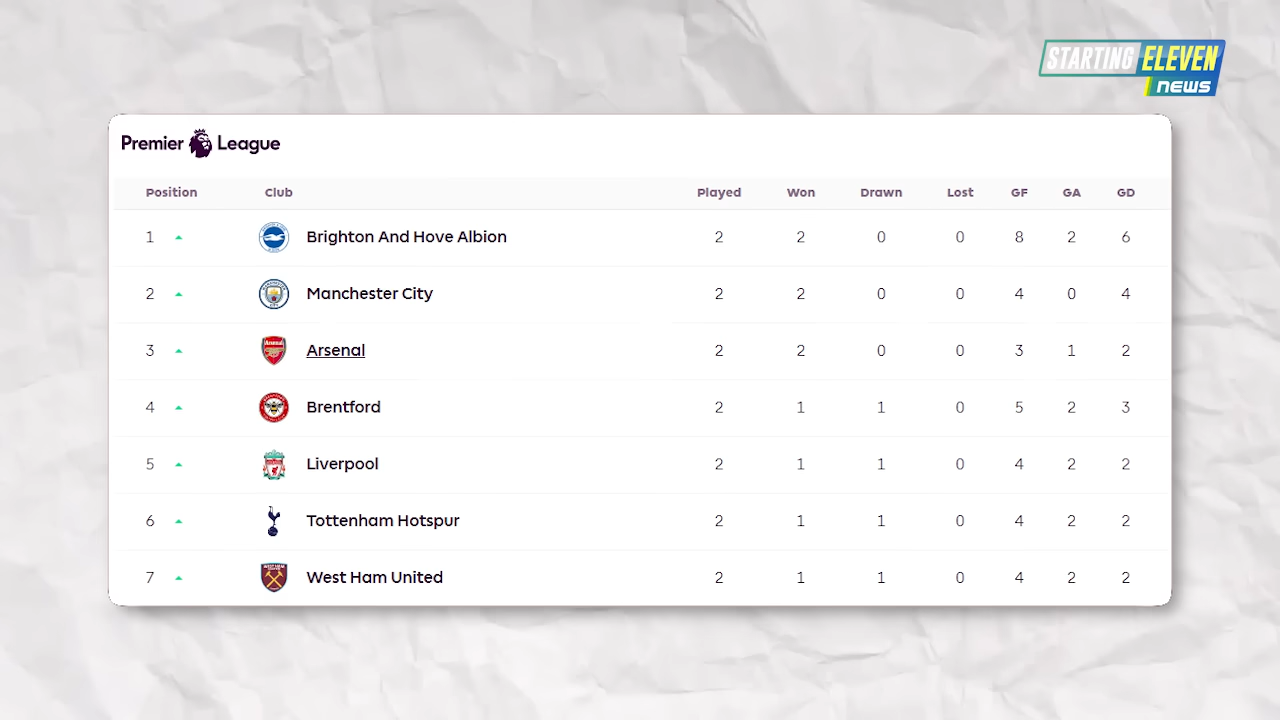 STARTING ELEVEN
news
Premier League
Position Club Played Won Drawn Lost GF GA GD
1 Brighton And Hove Albion 2 2 0 0 8 2 6
2 Manchester City 2 2 0 0 4 0 4
3 Arsenal 2 2 0 0 3 1 2
4 Brentford 2 1 1 0 5 2 3
5 Liverpool 2 1 1 0 4 2 2
6 Tottenham Hotspur 2 1 1 0 4 2 2
7 West Ham United 2 1 1 0 4 2 2